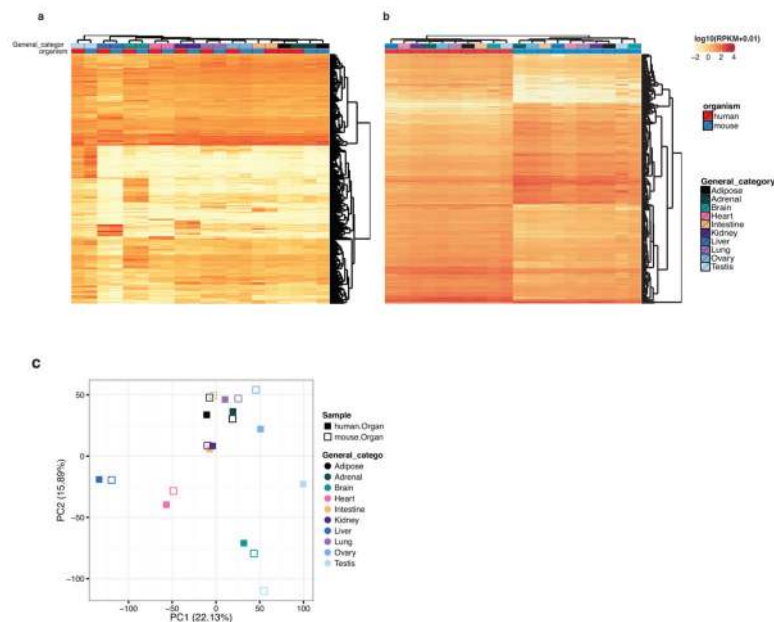 a
b
General_categor
organism
log10(RPKM+0.01)
−2 0 2 4
organism
human
mouse
General_category
Adipose
Adrenal
Brain
Heart
Intestine
Kidney
Liver
Lung
Ovary
Testis
c
50
0
−50
−100
PC2 (15.89%)
−100 −50 0 50 100
PC1 (22.13%)
Sample
human.Organ
mouse.Organ
General_catego
Adipose
Adrenal
Brain
Heart
Intestine
Kidney
Liver
Lung
Ovary
Testis